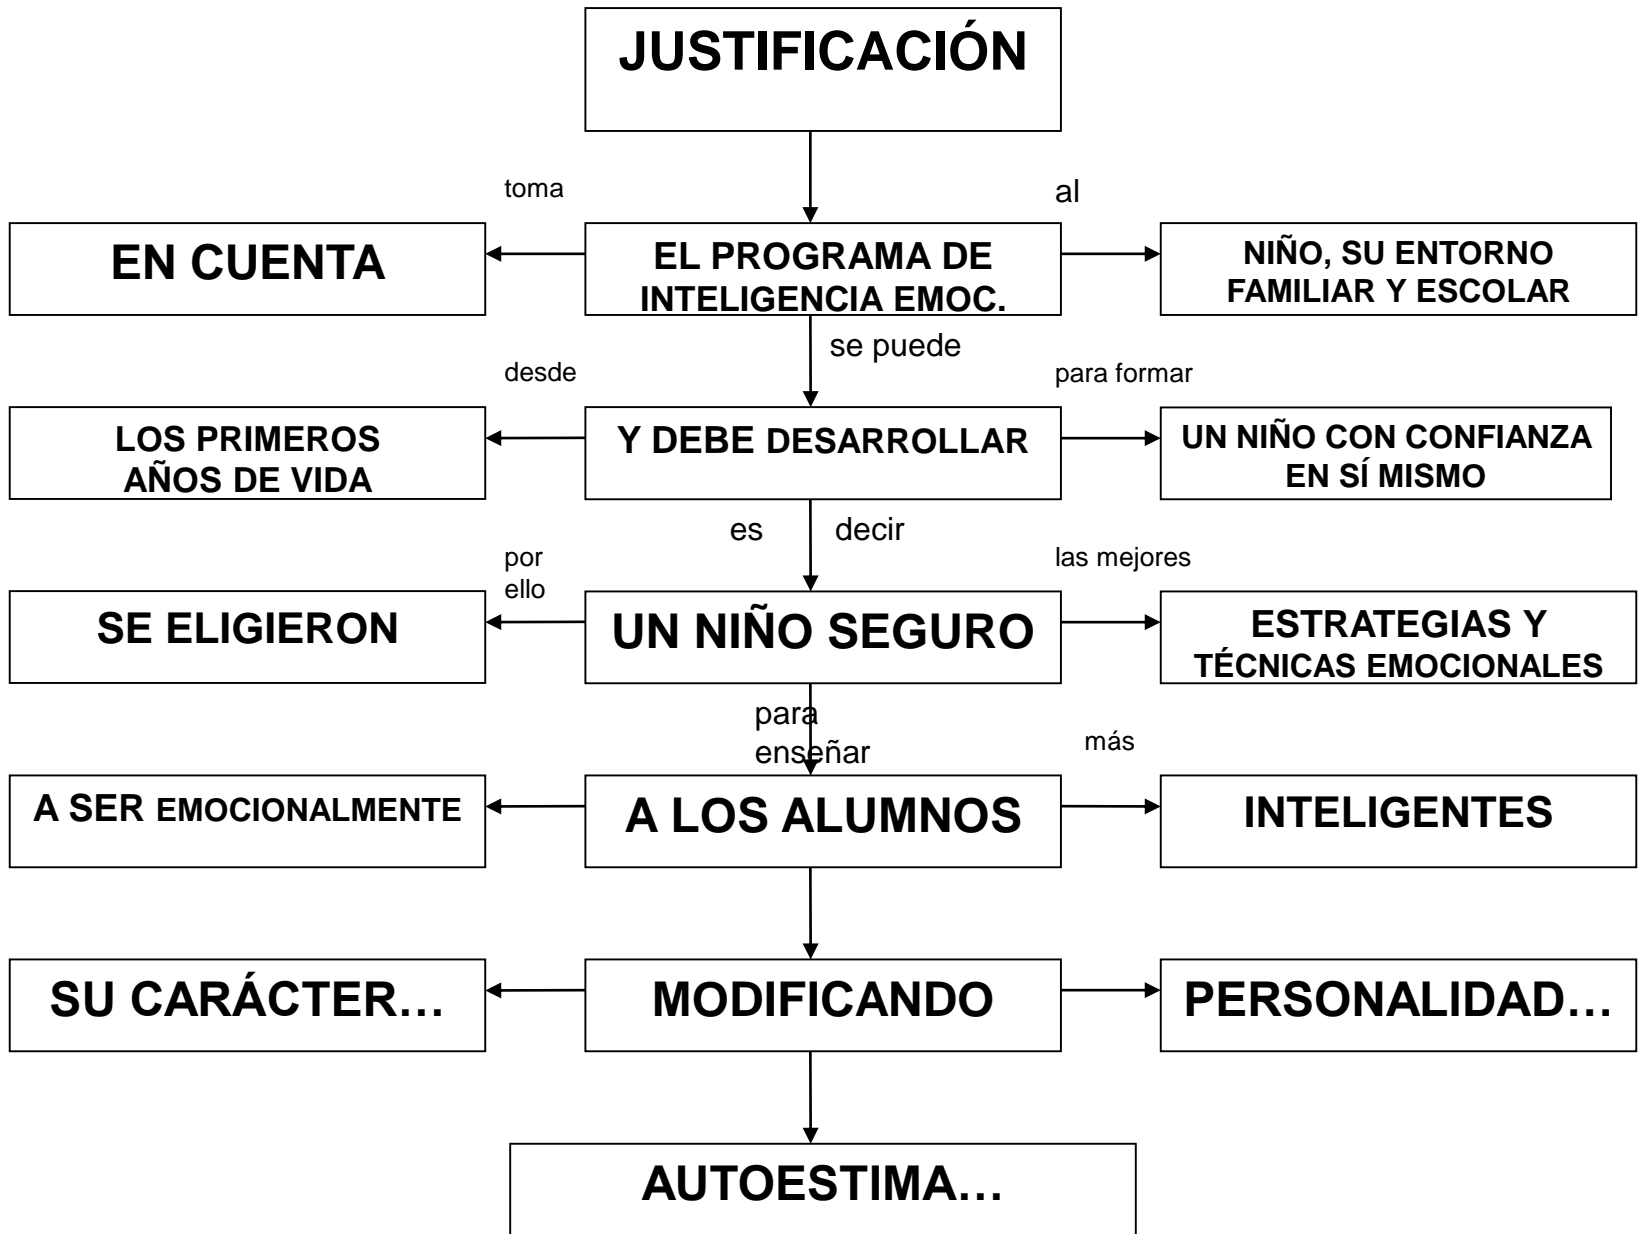 JUSTIFICACIÓN
toma
al
EN CUENTA
EL PROGRAMA DE
INTELIGENCIA EMOC.
NIÑO, SU ENTORNO
FAMILIAR Y ESCOLAR
se puede
desde
para formar
LOS PRIMEROS
AÑOS DE VIDA
Y DEBE DESARROLLAR
UN NIÑO CON CONFIANZA
EN SÍ MISMO
es decir
por
ello
las mejores
SE ELIGIERON
UN NIÑO SEGURO
ESTRATEGIAS Y
TÉCNICAS EMOCIONALES
para
enseñar
más
A SER EMOCIONALMENTE
A LOS ALUMNOS
INTELIGENTES
SU CARÁCTER…
MODIFICANDO
PERSONALIDAD…
AUTOESTIMA…